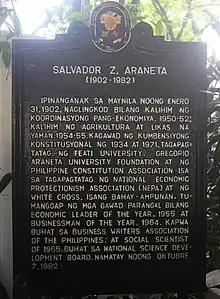 SALVADOR Z. ARANETA
(1902-1982)
IPINANGANAK SA MAYNILA NOONG ENERO
31, 1902. NAGLINGKOD BILANG KALIHIM NG
KOORDINASYONG PANG-EKONOMIYA, 1950-52;
KALIHIM NG AGRIKULTURA AT LIKAS NA
YAMAN, 1954-55. KAGAWAD NG KUMBENSIYONG
KONSTITUSYONAL NG 1934 AT 1971. TAGAPAG-
TATAG NG FEATI UNIVERSITY, GREGORIO
ARANETA UNIVERSITY FOUNDATION AT NG
PHILIPPINE CONSTITUTION ASSOCIATION. ISA
SA TAGAPAGTATAG NG NATIONAL ECONOMIC
PROTECTIONISM ASSOCIATION (NEPA) AT NG
WHITE CROSS, ISANG BAHAY-AMPUNAN. TU-
MANGGAP NG MGA GAWAD PARANGAL BILANG
ECONOMIC LEADER OF THE YEAR, 1955 AT
BUSINESSMAN OF THE YEAR, 1964, KAPWA
BUHAT SA BUSINESS WRITERS ASSOCIATION
OF THE PHILIPPINES; AT SOCIAL SCIENTIST
OF 1965, BUHAT SA NATIONAL SCIENCE DEVE-
LOPMENT BOARD. NAMATAY NOONG OKTUBRE
7, 1982.